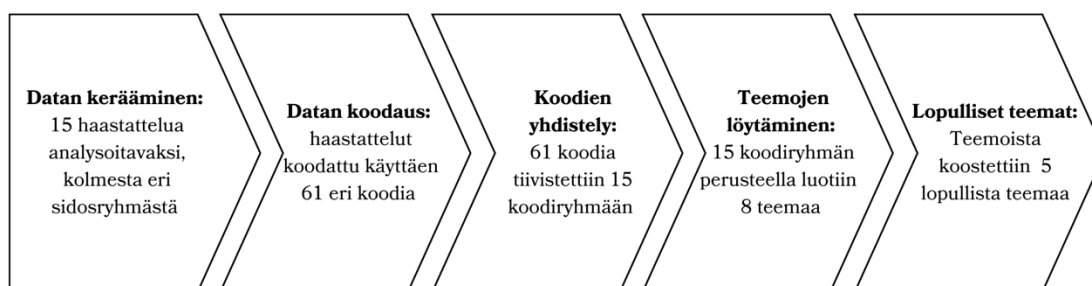 Datan kerääminen:
15 haastattelua
analysoitavaksi,
kolmesta eri
sidosryhmästä
Datan koodaus:
haastattelut
koodattu käyttäen
61 eri koodia
Koodien
yhdistely:
61 koodia
tiivistettiin 15
koodiryhmään
Teemojen
löytäminen:
15 koodiryhmän
perusteella luotiin
8 teemaa
Lopulliset teemat:
Teemoista
koostettiin 5
lopullista teemaa